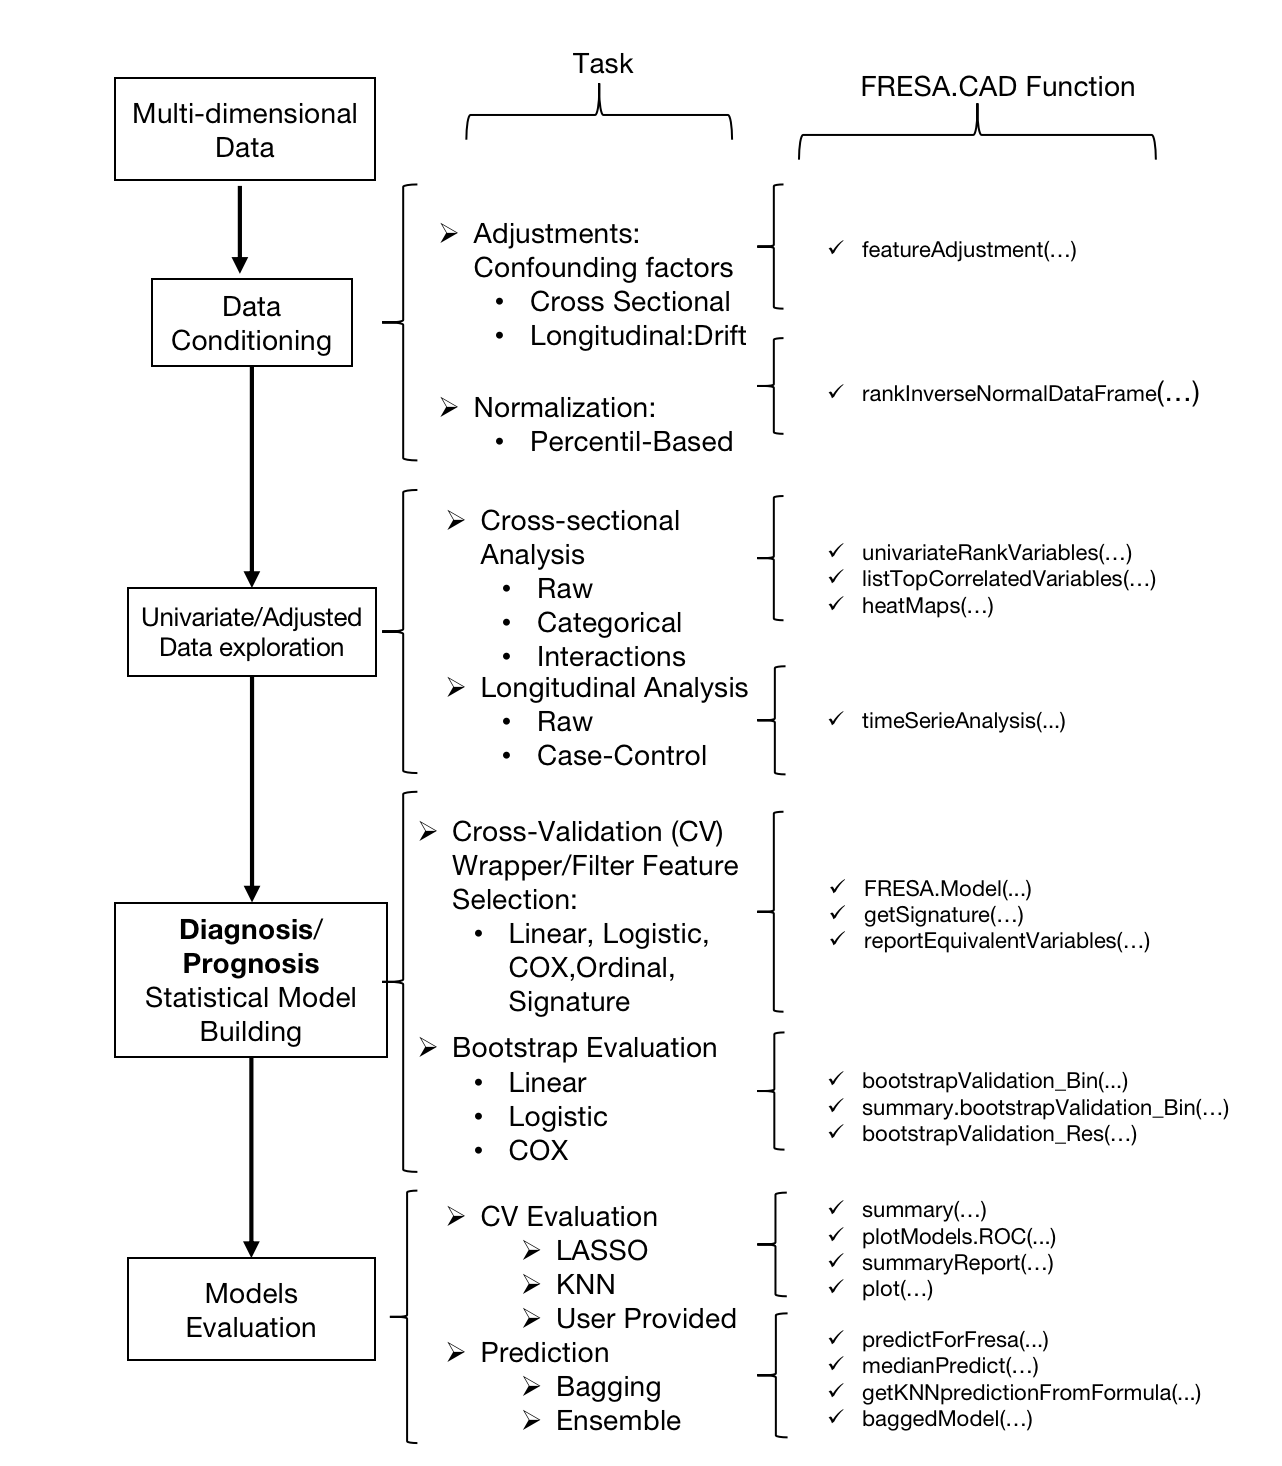 Task
FRESA.CAD Function
Multi-dimensional
Data
Data
Conditioning
➢ Adjustments:
Confounding factors
• Cross Sectional
• Longitudinal:Drift
✓ featureAdjustment(…)
➢ Normalization:
• Percentil-Based
✓ rankInverseNormalDataFrame(…)
Univariate/Adjusted
Data exploration
➢ Cross-sectional
Analysis
• Raw
• Categorical
• Interactions
✓ univariateRankVariables(…)
✓ listTopCorrelatedVariables(…)
✓ heatMaps(…)
➢ Longitudinal Analysis
• Raw
• Case-Control
✓ timeSerieAnalysis(...)
Diagnosis/
Prognosis
Statistical Model
Building
➢ Cross-Validation (CV)
Wrapper/Filter Feature
Selection:
• Linear, Logistic,
COX,Ordinal,
Signature
✓ FRESA.Model(...)
✓ getSignature(…)
✓ reportEquivalentVariables(…)
➢ Bootstrap Evaluation
• Linear
• Logistic
• COX
✓ bootstrapValidation_Bin(...)
✓ summary.bootstrapValidation_Bin(…)
✓ bootstrapValidation_Res(…)
Models
Evaluation
➢ CV Evaluation
➢ LASSO
➢ KNN
➢ User Provided
✓ summary(…)
✓ plotModels.ROC(...)
✓ summaryReport(…)
✓ plot(…)
➢ Prediction
➢ Bagging
➢ Ensemble
✓ predictForFresa(...)
✓ medianPredict(…)
✓ getKNNpredictionFromFormula(...)
✓ baggedModel(…)